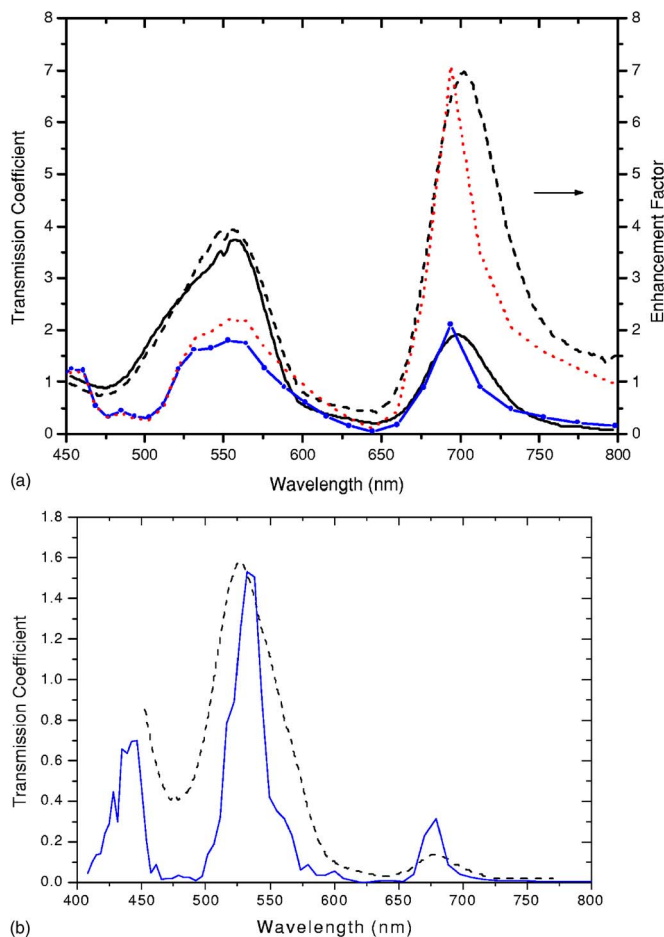 8 8
7 7
6 6
5 5
4 4
3 3
2 2
1 1
0 0
450 500 550 600 650 700 750 800
Transmission Coefficient
Enhancement Factor
Wavelength (nm)
(a)
1.8
1.6
1.4
1.2
1.0
0.8
0.6
0.4
0.2
0.0
400 450 500 550 600 650 700 750 800
Transmission Coefficient
Wavelength (nm)
(b)